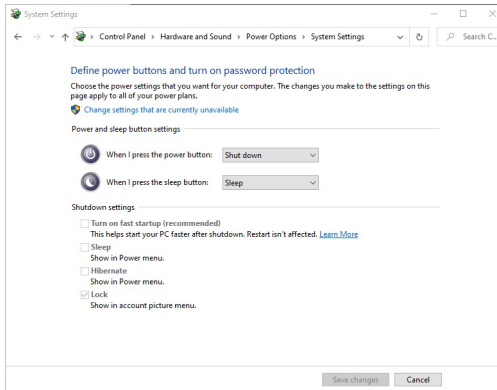 System Settings
Control Panel > Hardware and Sound > Power Options > System Settings
Search C...
Define power buttons and turn on password protection
Choose the power settings that you want for your computer. The changes you make to the settings on this
page apply to all of your power plans.
Change settings that are currently unavailable
Power and sleep button settings
When I press the power button: Shut down
When I press the sleep button: Sleep
Shutdown settings
Turn on fast startup (recommended)
This helps start your PC faster after shutdown. Restart isn't affected. Learn More
Sleep
Show in Power menu.
Hibernate
Show in Power menu.
Lock
Show in account picture menu.
Save changes Cancel